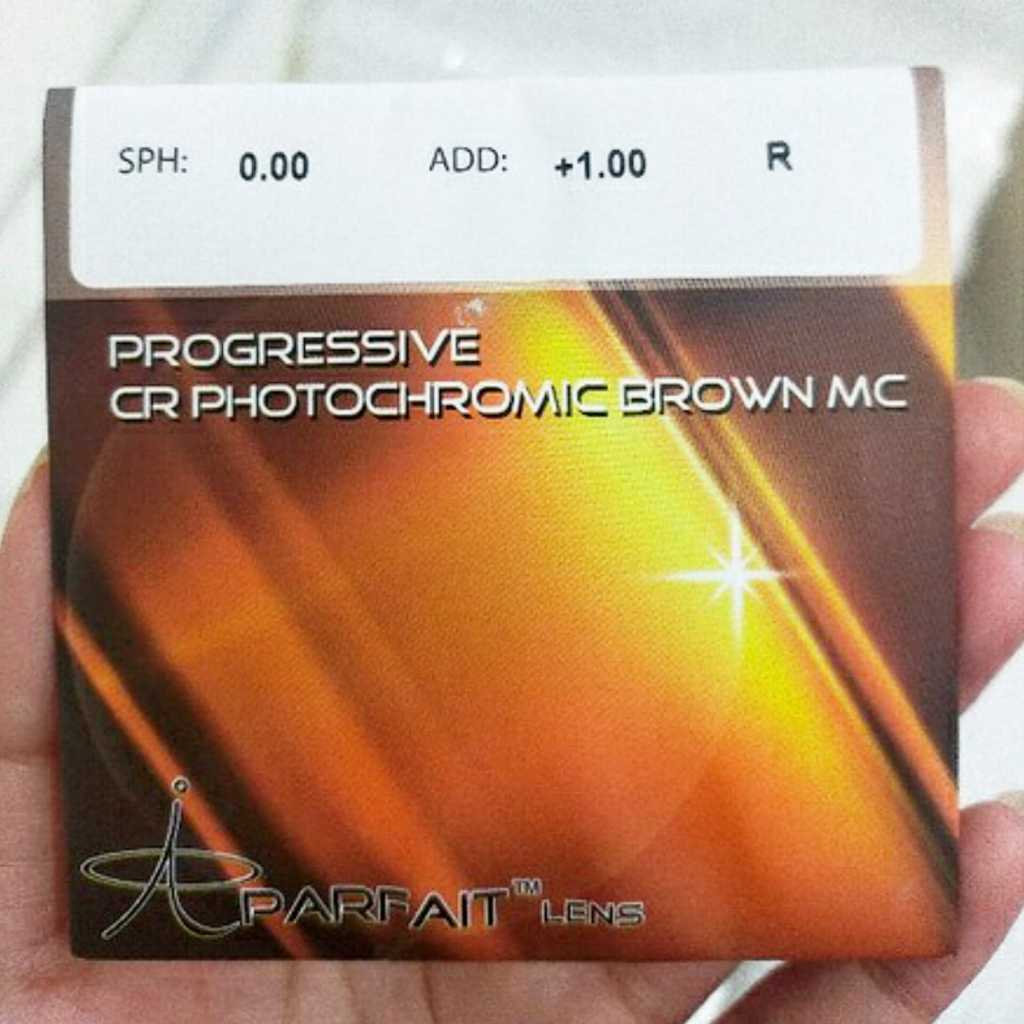 SPH: 0.00 ADD: +1.00 R
PROGRESSIVE
CR PHOTOCHROMIC BROWN MC
PARFAIT™ LENS